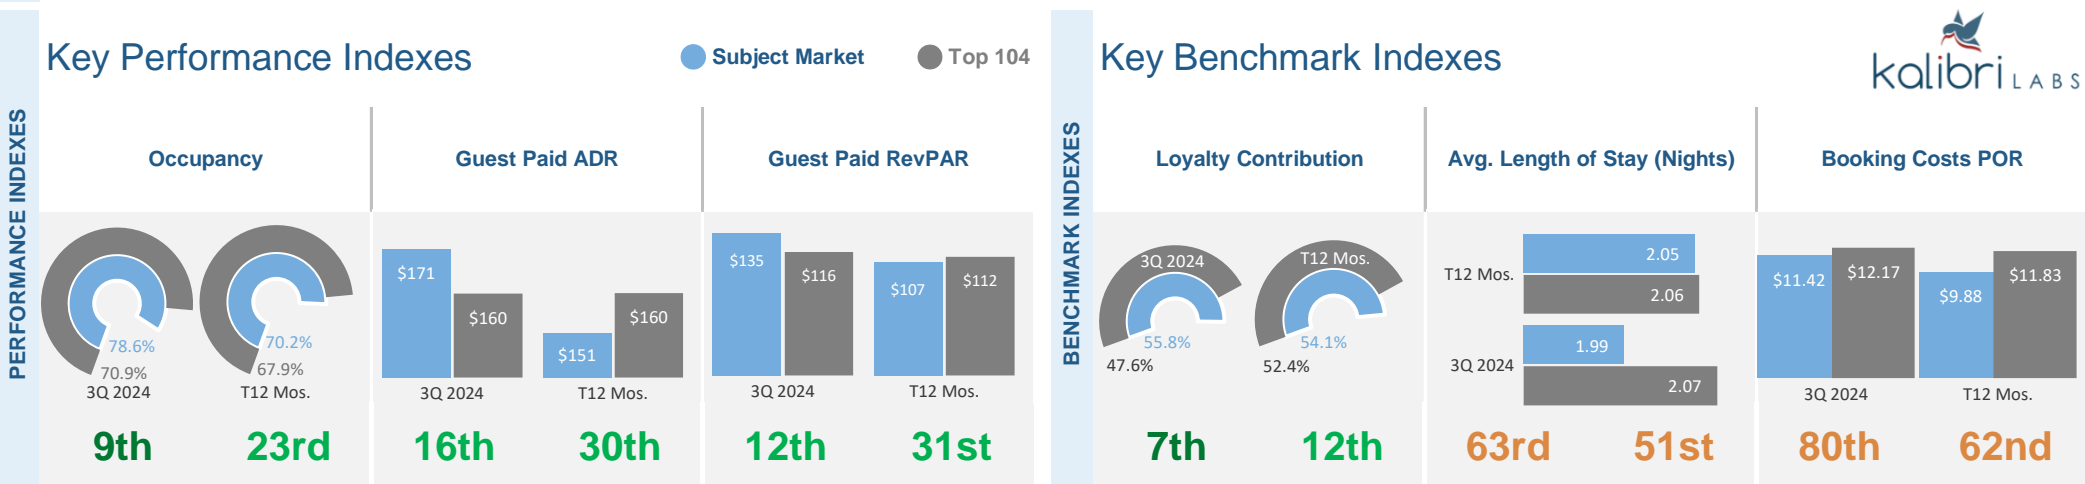 PERFORMANCE INDEXES
Key Performance Indexes
Subject Market
Top 104
Occupancy
Guest Paid ADR
Guest Paid RevPAR
78.6%
70.9%
3Q 2024
70.2%
67.9%
T12 Mos.
$171
$160
3Q 2024
$151
$160
T12 Mos.
$135
$116
3Q 2024
$107
$112
T12 Mos.
9th
23rd
16th
30th
12th
31st
BENCHMARK INDEXES
Key Benchmark Indexes
kalibri LABS
Loyalty Contribution
Avg. Length of Stay (Nights)
Booking Costs POR
3Q 2024
55.8%
47.6%
T12 Mos.
54.1%
52.4%
T12 Mos.
2.05
2.06
3Q 2024
1.99
2.07
$11.42
$12.17
3Q 2024
$9.88
$11.83
T12 Mos.
7th
12th
63rd
51st
80th
62nd